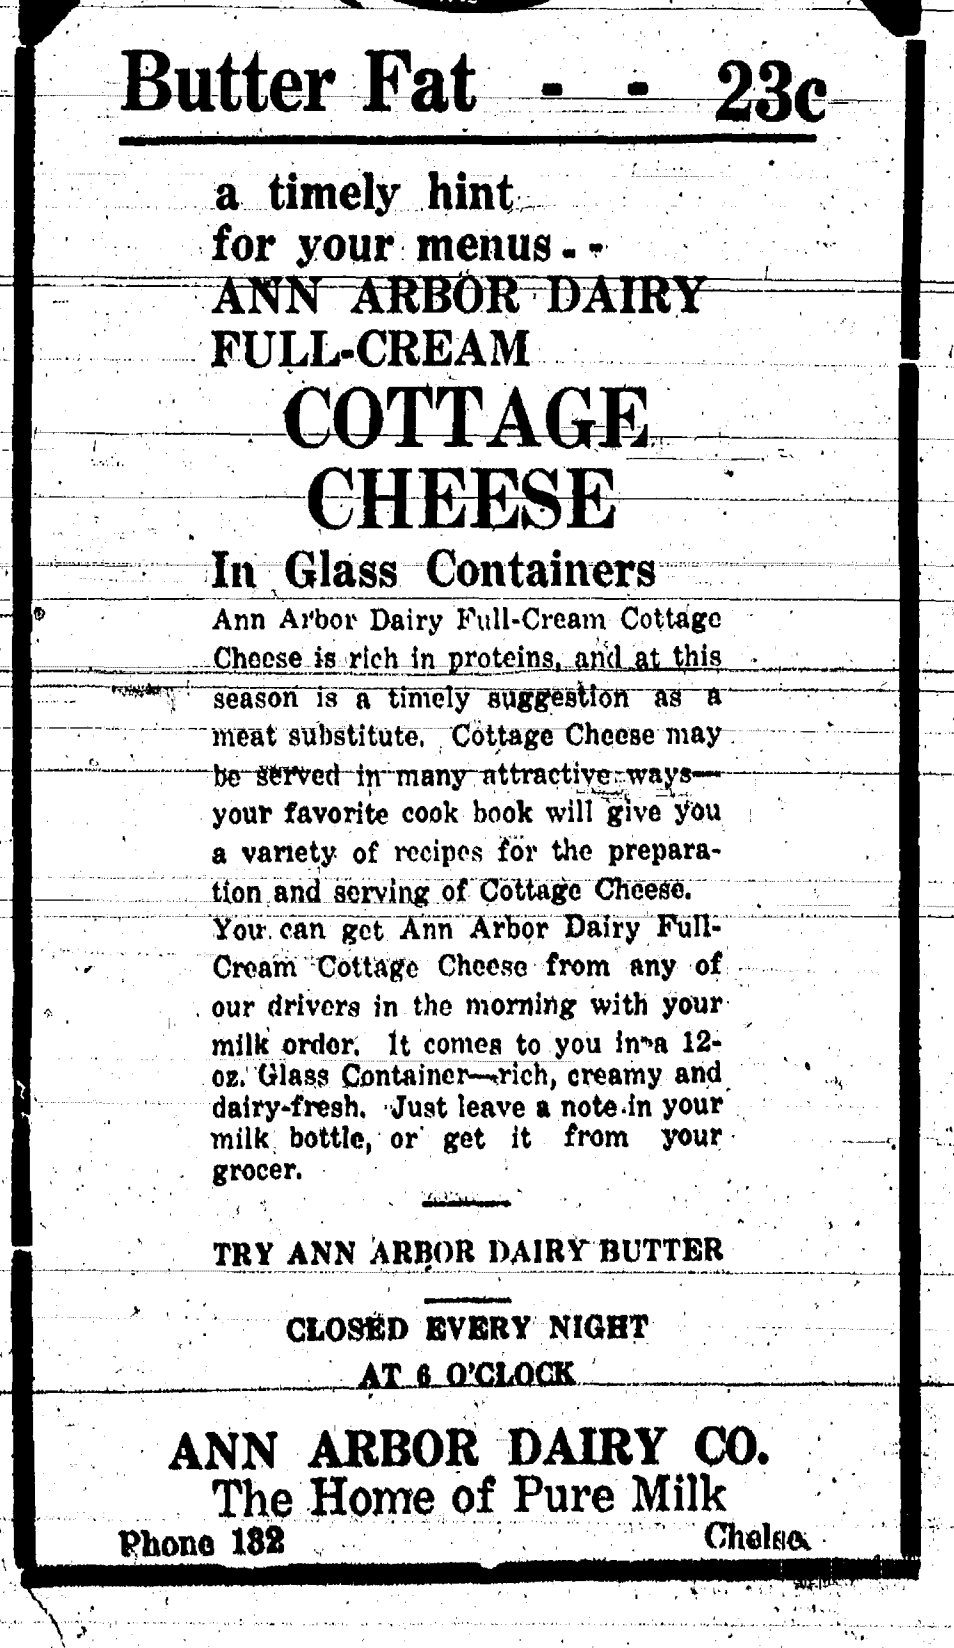 Butter Fat - - 23c
a timely hint
for your menus - -
ANN ARBOR DAIRY
FULL-CREAM
COTTAGE
CHEESE
In Glass Containers
Ann Arbor Dairy Full-Cream Cottage
Cheese is rich in proteins, and at this
season is a timely suggestion as a
meat substitute. Cottage Cheese may
be served in many attractive ways—
your favorite cook book will give you
a variety of recipes for the prepara-
tion and serving of Cottage Cheese.
You can get Ann Arbor Dairy Full-
Cream Cottage Cheese from any of
our drivers in the morning with your
milk order. It comes to you in a 12-
oz. Glass Container—rich, creamy and
dairy-fresh. Just leave a note in your
milk bottle, or get it from your
grocer.
TRY ANN ARBOR DAIRY BUTTER
CLOSED EVERY NIGHT
AT 6 O'CLOCK
ANN ARBOR DAIRY CO.
The Home of Pure Milk
Phone 182 Chelsea